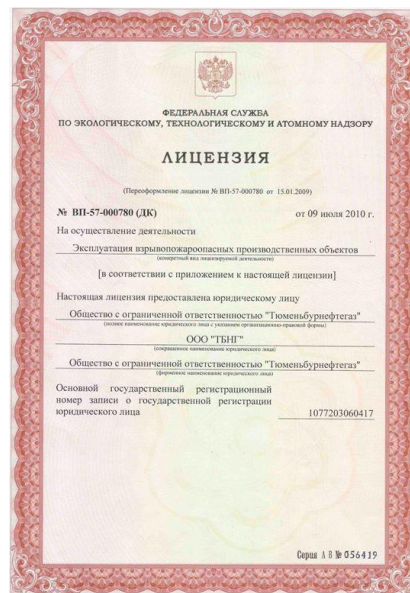 ФЕДЕРАЛЬНАЯ СЛУЖБА
ПО ЭКОЛОГИЧЕСКОМУ, ТЕХНОЛОГИЧЕСКОМУ И АТОМНОМУ НАДЗОРУ
ЛИЦЕНЗИЯ
(Переоформление лицензии № ВП-57-000780 от 15.01.2009)
№ ВП-57-000780 (ДК) от 09 июля 2010 г.
На осуществление деятельности
Эксплуатация взрывопожароопасных производственных объектов
(конкретный вид лицензируемой деятельности)
[в соответствии с приложением к настоящей лицензии]
Настоящая лицензия предоставлена юридическому лицу
Общество с ограниченной ответственностью "Тюменьбурнефтегаз"
(полное наименование юридического лица с указанием организационно-правовой формы)
ООО "ТБНГ"
(сокращенное наименование юридического лица)
Общество с ограниченной ответственностью "Тюменьбурнефтегаз"
(фирменное наименование юридического лица)
Основной государственный регистрационный
номер записи о государственной регистрации
юридического лица 1077203060417
Серия А В № 056419